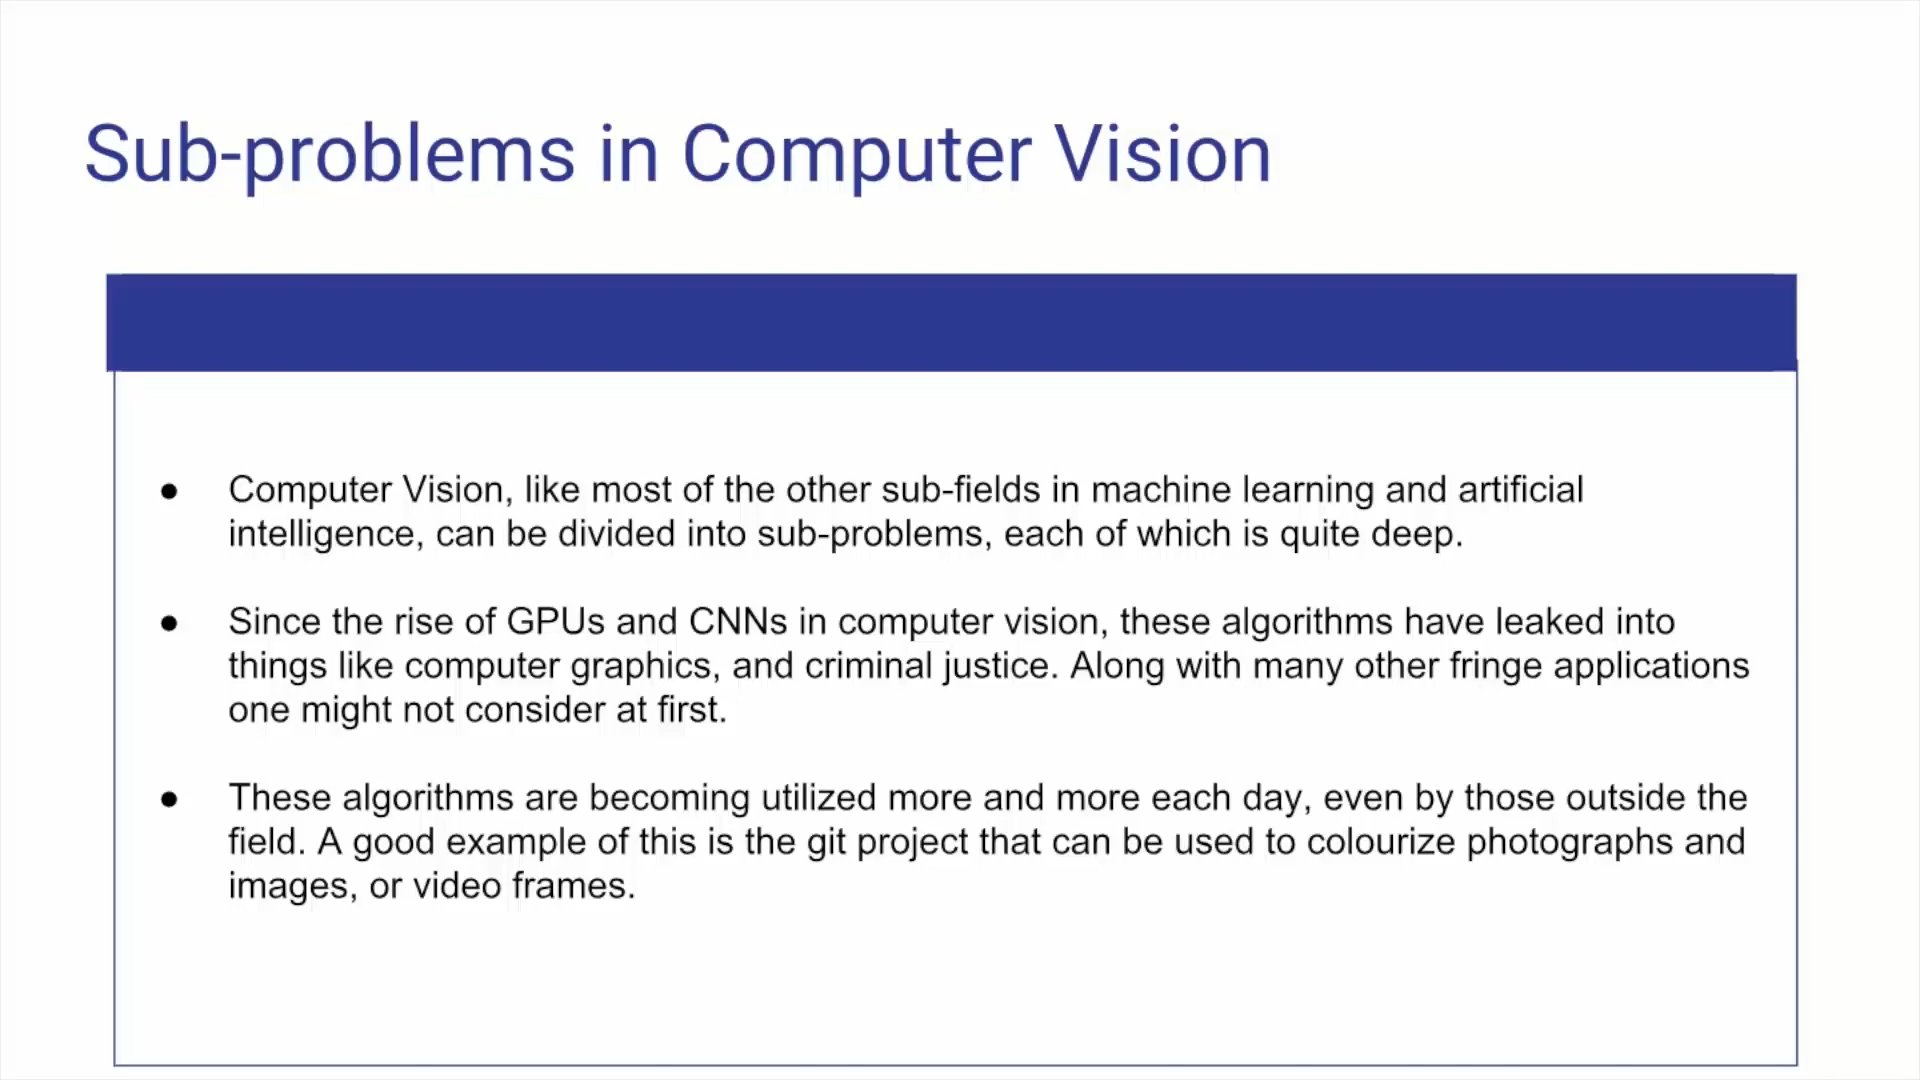 Sub-problems in Computer Vision
● Computer Vision, like most of the other sub-fields in machine learning and artificial
intelligence, can be divided into sub-problems, each of which is quite deep.
● Since the rise of GPUs and CNNs in computer vision, these algorithms have leaked into
things like computer graphics, and criminal justice. Along with many other fringe applications
one might not consider at first.
● These algorithms are becoming utilized more and more each day, even by those outside the
field. A good example of this is the git project that can be used to colourize photographs and
images, or video frames.